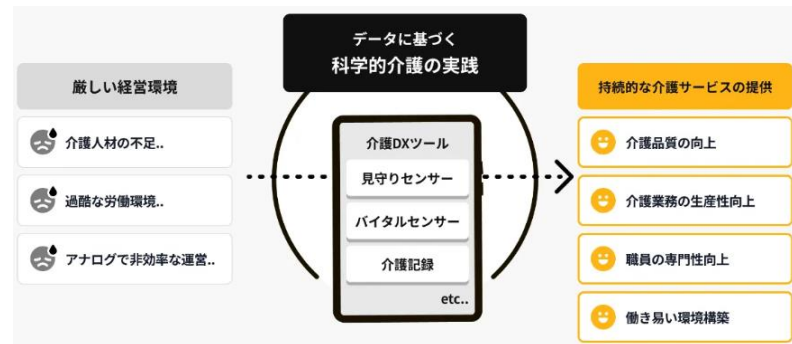 データに基づく
科学的介護の実践
厳しい経営環境
介護人材の不足..
過酷な労働環境..
アナログで非効率な運営..
介護DXツール
見守りセンサー
バイタルセンサー
介護記録
etc..
持続的な介護サービスの提供
介護品質の向上
介護業務の生産性向上
職員の専門性向上
働き易い環境構築